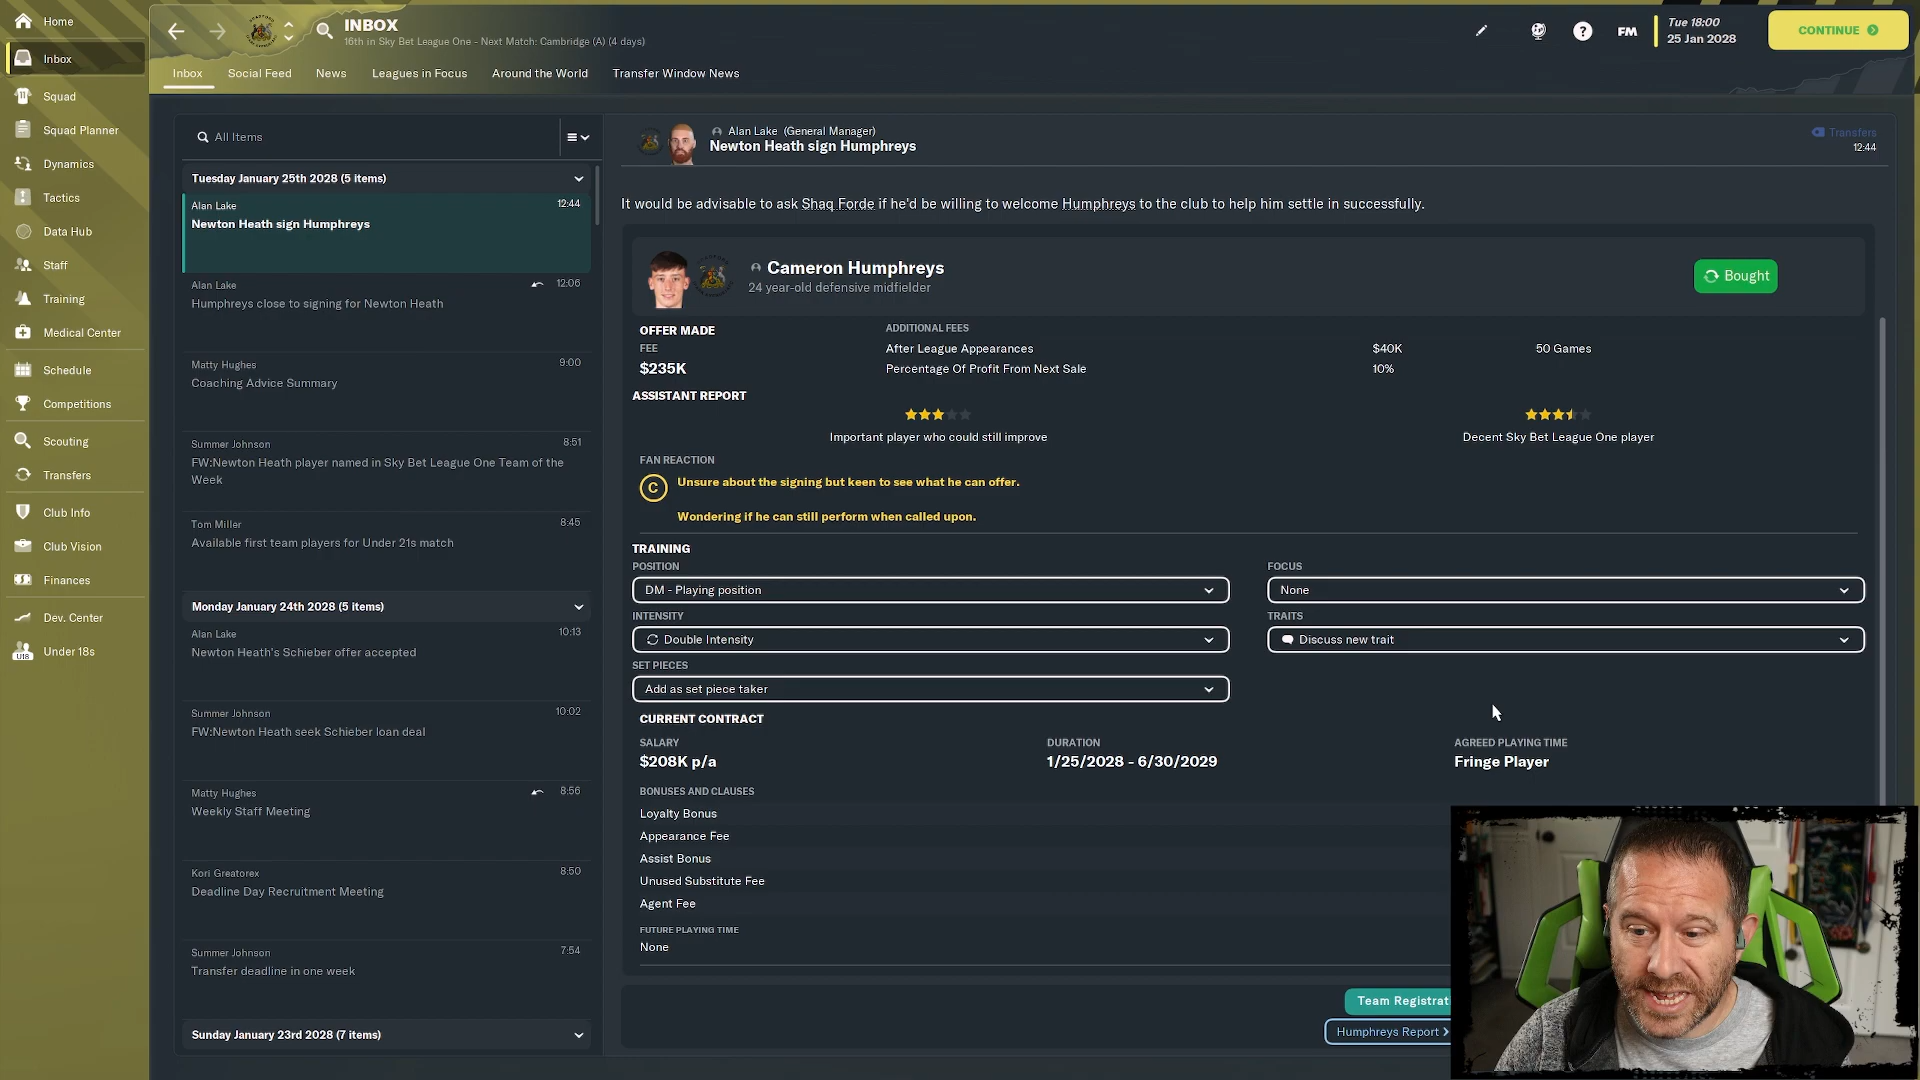 Home
Inbox
Squad
Squad Planner
Dynamics
Tactics
Data Hub
Staff
Training
Medical Center
Schedule
Competitions
Scouting
Transfers
Club Info
Club Vision
Finances
Dev. Center
Under 18s
INBOX
16th in Sky Bet League One - Next Match: Cambridge (A) (4 days)
FM
Tue 18:00
25 Jan 2028
CONTINUE
Inbox
Social Feed
News
Leagues in Focus
Around the World
Transfer Window News
All Items
Tuesday January 25th 2028 (5 items)
Alan Lake 12:44
Newton Heath sign Humphreys
Alan Lake 12:06
Humphreys close to signing for Newton Heath
Matty Hughes 9:00
Coaching Advice Summary
Summer Johnson 8:51
FW:Newton Heath player named in Sky Bet League One Team of the
Week
Tom Miller 8:45
Available first team players for Under 21s match
Monday January 24th 2028 (5 items)
Alan Lake 10:13
Newton Heath's Schieber offer accepted
Summer Johnson 10:02
FW:Newton Heath seek Schieber loan deal
Matty Hughes 8:56
Weekly Staff Meeting
Kori Greatorex 8:50
Deadline Day Recruitment Meeting
Summer Johnson 7:54
Transfer deadline in one week
Sunday January 23rd 2028 (7 items)
Alan Lake (General Manager)
Newton Heath sign Humphreys
Transfers
12:44
It would be advisable to ask Shaq Forde if he'd be willing to welcome Humphreys to the club to help him settle in successfully.
Cameron Humphreys
24 year-old defensive midfielder
Bought
OFFER MADE
FEE
$235K
ADDITIONAL FEES
After League Appearances $40K 50 Games
Percentage Of Profit From Next Sale 10%
ASSISTANT REPORT
Important player who could still improve
Decent Sky Bet League One player
FAN REACTION
C
Unsure about the signing but keen to see what he can offer.
Wondering if he can still perform when called upon.
TRAINING
POSITION
DM - Playing position
FOCUS
None
INTENSITY
Double Intensity
TRAITS
Discuss new trait
SET PIECES
Add as set piece taker
CURRENT CONTRACT
SALARY
$208K p/a
DURATION
1/25/2028 - 6/30/2029
AGREED PLAYING TIME
Fringe Player
BONUSES AND CLAUSES
Loyalty Bonus
Appearance Fee
Assist Bonus
Unused Substitute Fee
Agent Fee
FUTURE PLAYING TIME
None
Team Registrat
Humphreys Report